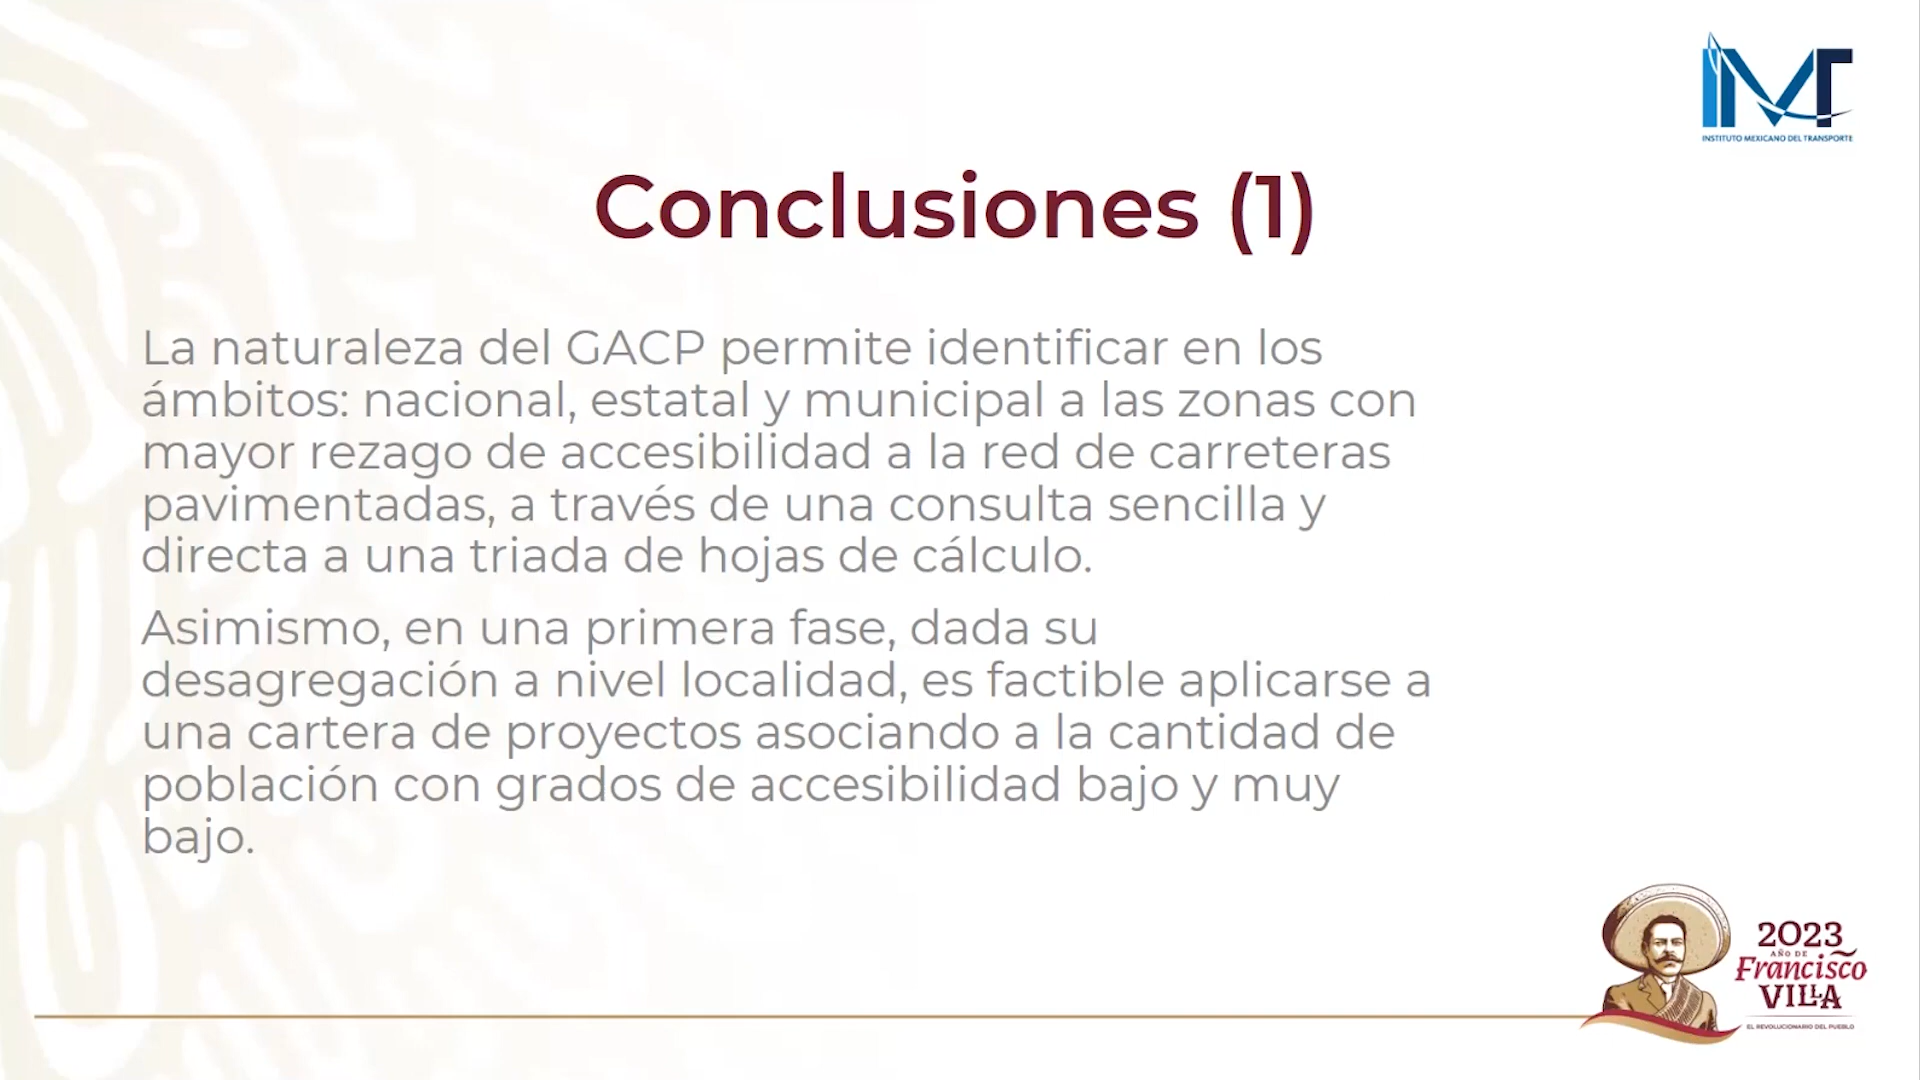 INSTITUTO MEXICANO DEL TRANSPORTE
Conclusiones (1)
La naturaleza del GACP permite identificar en los
ámbitos: nacional, estatal y municipal a las zonas con
mayor rezago de accesibilidad a la red de carreteras
pavimentadas, a través de una consulta sencilla y
directa a una triada de hojas de cálculo.
Asimismo, en una primera fase, dada su
desagregación a nivel localidad, es factible aplicarse a
una cartera de proyectos asociando a la cantidad de
población con grados de accesibilidad bajo y muy
bajo.
2023
AÑO DE
Francisco
VILLA
EL REVOLUCIONARIO DEL PUEBLO